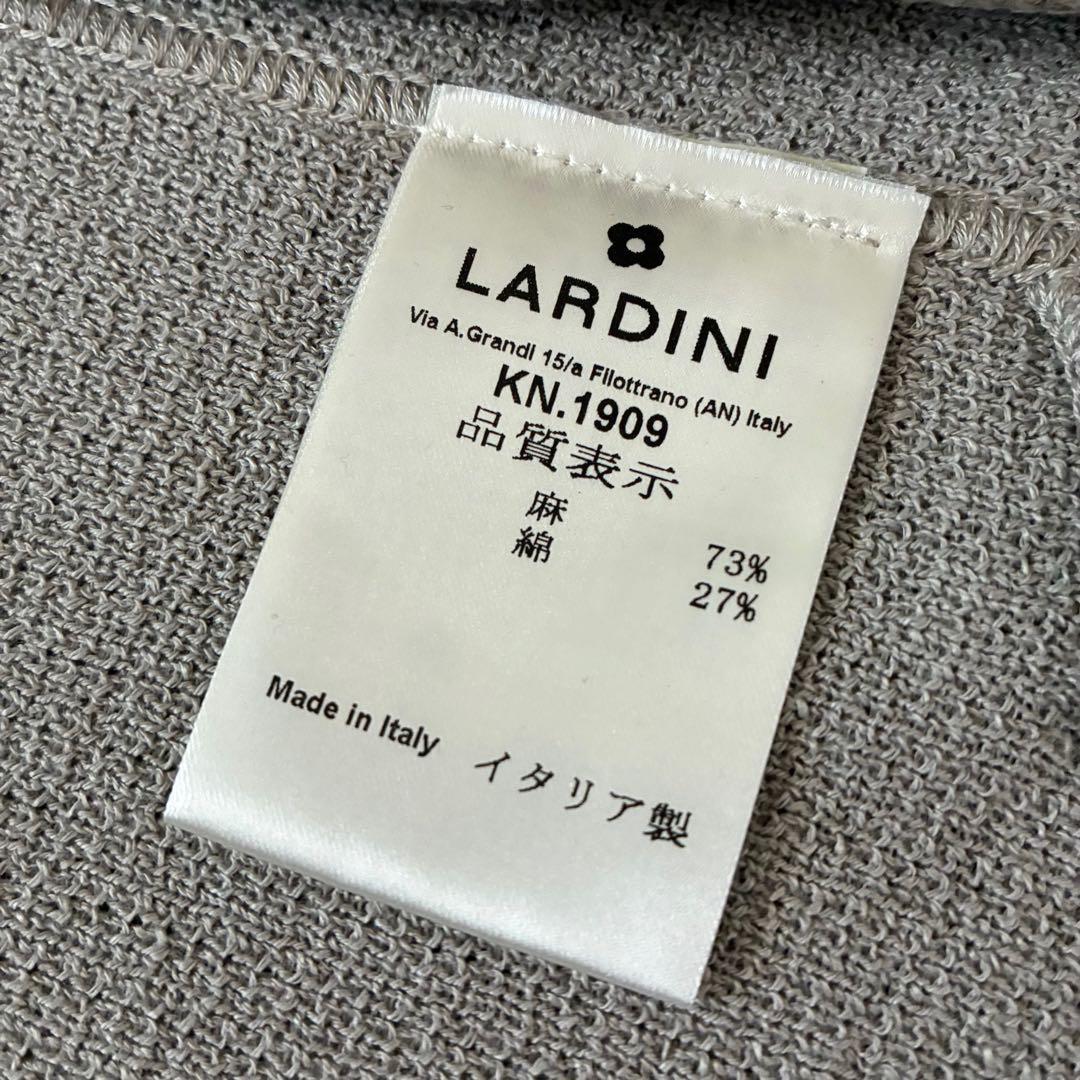 LARDINI
Via A.Grandi 15/a Filottrano (AN) Italy
KN.1909
品質表示
麻 73%
綿 27%
Made in Italy イタリア製